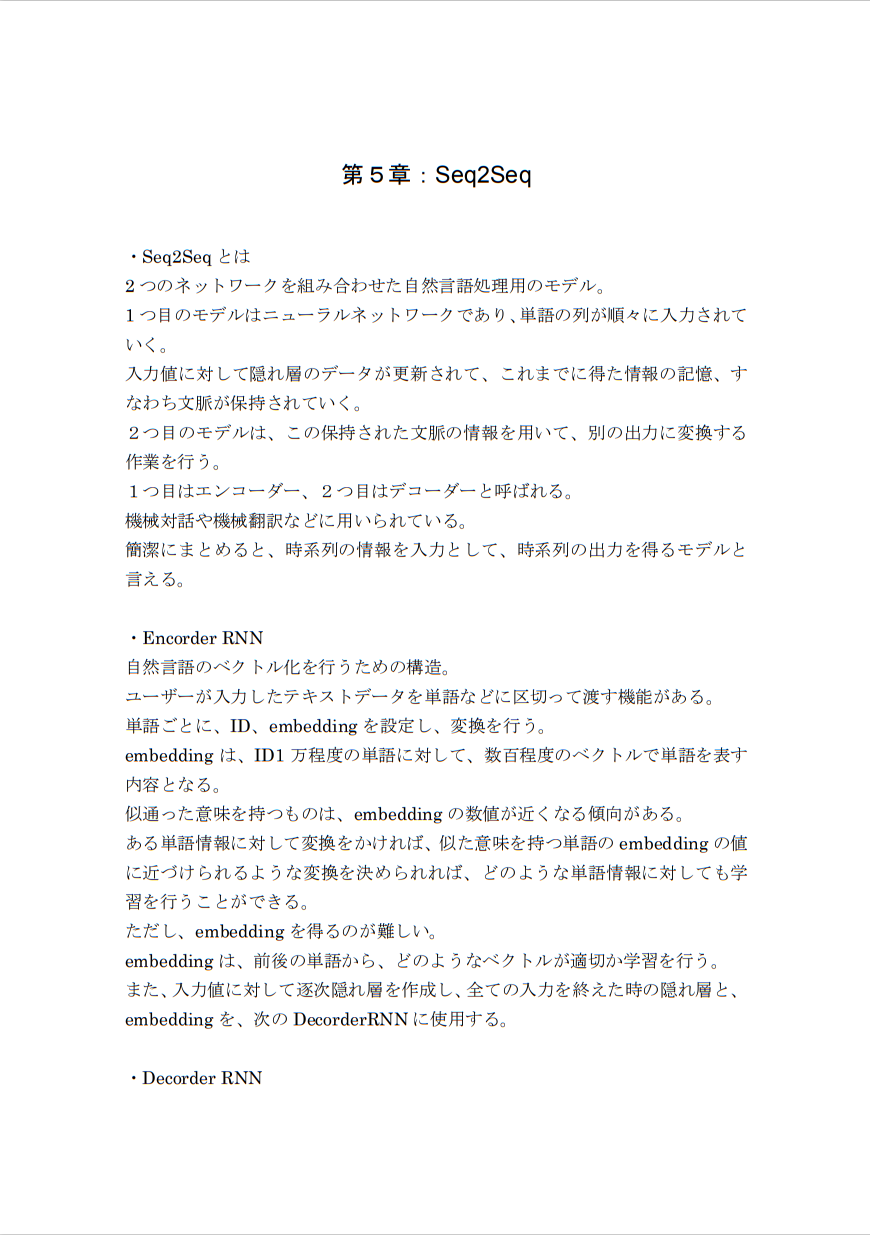 第５章：Seq2Seq
・Seq2Seq とは
2 つのネットワークを組み合わせた自然言語処理用のモデル。
1 つ目のモデルはニューラルネットワークであり、単語の列が順々に入力されて
いく。
入力値に対して隠れ層のデータが更新されて、これまでに得た情報の記憶、す
なわち文脈が保持されていく。
２つ目のモデルは、この保持された文脈の情報を用いて、別の出力に変換する
作業を行う。
１つ目はエンコーダー、２つ目はデコーダーと呼ばれる。
機械対話や機械翻訳などに用いられている。
簡潔にまとめると、時系列の情報を入力として、時系列の出力を得るモデルと
言える。
・Encorder RNN
自然言語のベクトル化を行うための構造。
ユーザーが入力したテキストデータを単語などに区切って渡す機能がある。
単語ごとに、ID、embedding を設定し、変換を行う。
embedding は、ID1 万程度の単語に対して、数百程度のベクトルで単語を表す
内容となる。
似通った意味を持つものは、embedding の数値が近くなる傾向がある。
ある単語情報に対して変換をかければ、似た意味を持つ単語の embedding の値
に近づけられるような変換を決められれば、どのような単語情報に対しても学
習を行うことができる。
ただし、embedding を得るのが難しい。
embedding は、前後の単語から、どのようなベクトルが適切か学習を行う。
また、入力値に対して逐次隠れ層を作成し、全ての入力を終えた時の隠れ層と、
embedding を、次の DecorderRNN に使用する。
・Decorder RNN